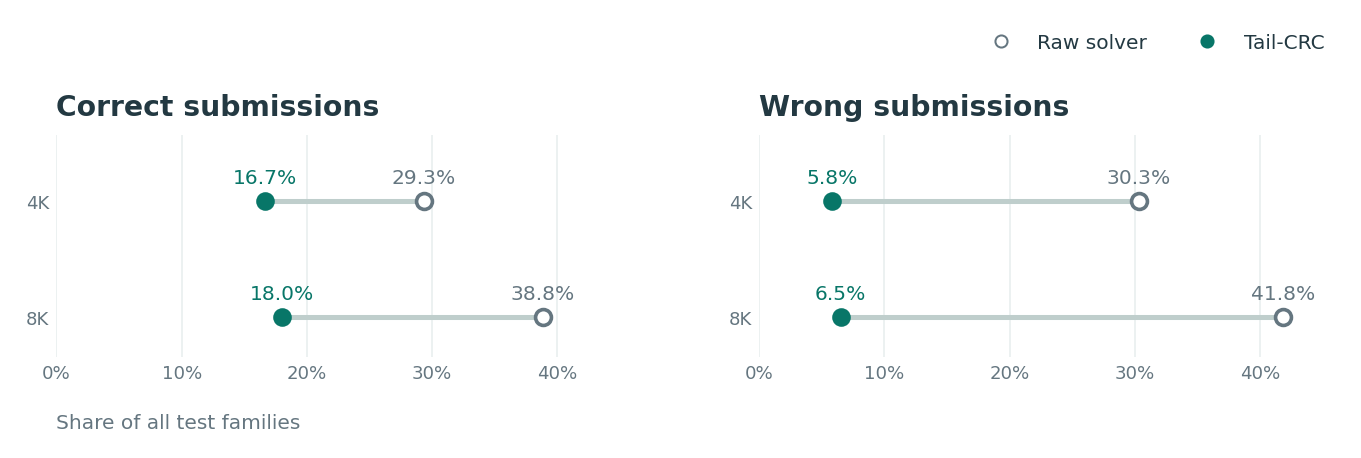 Raw solver Tail-CRC
Correct submissions
16.7% 29.3%
4K
18.0% 38.8%
8K
0% 10% 20% 30% 40%
Wrong submissions
5.8% 30.3%
4K
6.5% 41.8%
8K
0% 10% 20% 30% 40%
Share of all test families